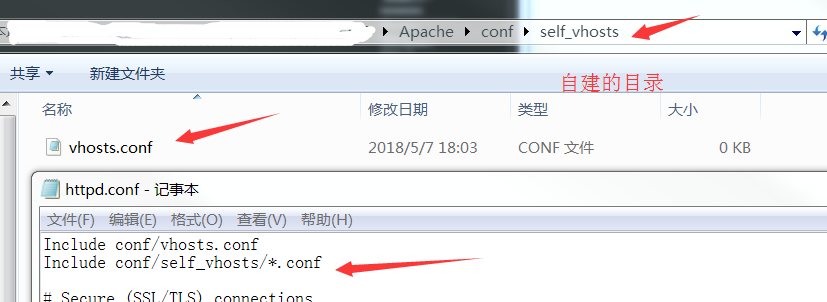 Apache conf self_vhosts
共享 新建文件夹
自建的目录
名称 修改日期 类型 大小
vhosts.conf 2018/5/7 18:03 CONF 文件 0 KB
httpd.conf - 记事本
文件(F) 编辑(E) 格式(O) 查看(V) 帮助(H)
Include conf/vhosts.conf
Include conf/self_vhosts/*.conf
# Secure (SSL/TLS) connections